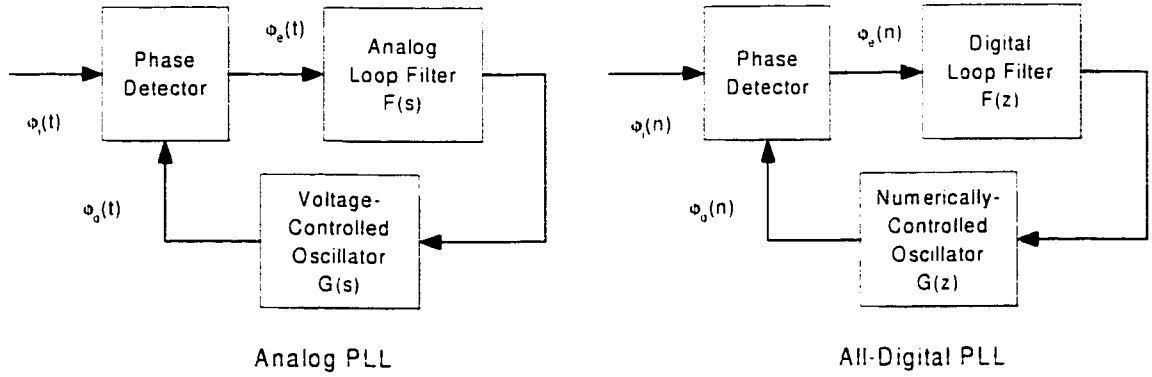 φₑ(t)
Phase
Detector
Analog
Loop Filter
F(s)
φᵢ(t)
φₒ(t)
Voltage-
Controlled
Oscillator
G(s)
Analog PLL
φₑ(n)
Phase
Detector
Digital
Loop Filter
F(z)
φᵢ(n)
φₒ(n)
Numerically-
Controlled
Oscillator
G(z)
All-Digital PLL